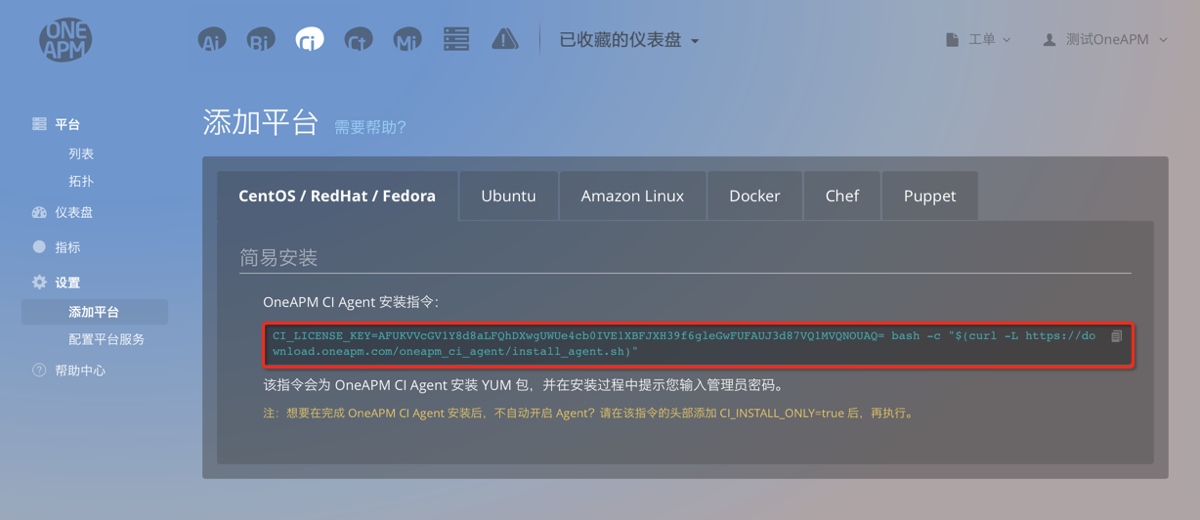 ONE
APM
Ai Bi Ci Ct Mi 已收藏的仪表盘 工单 测试OneAPM
平台
列表
拓扑
仪表盘
指标
设置
添加平台
配置平台服务
帮助中心
添加平台 需要帮助?
CentOS / RedHat / Fedora Ubuntu Amazon Linux Docker Chef Puppet
简易安装
OneAPM CI Agent 安装指令:
CI_LICENSE_KEY=AFUKVVcGV1Y8d8aLFQhDXwgUWUe4cb0IVE1XBFJXH39f6g1eGwFUFAUJ3d87VQ1MVQNOUAQ= bash -c "$(curl -L https://do
wnload.oneapm.com/oneapm_ci_agent/install_agent.sh)"
该指令会为 OneAPM CI Agent 安装 YUM 包，并在安装过程中提示您输入管理员密码。
注：想要在完成 OneAPM CI Agent 安装后，不自动开启 Agent？请在该指令的头部添加 CI_INSTALL_ONLY=true 后，再执行。